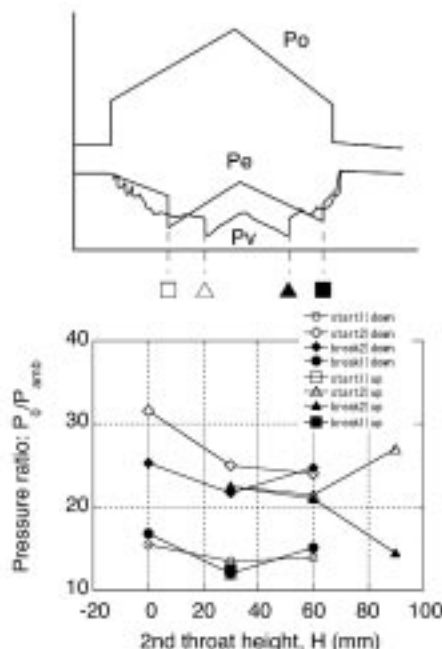 Po
Pe
Pv
40
30
20
10
Pressure ratio: P₀/Pamb
start1|down
start2|down
break2|down
break1|down
start1|up
start2|up
break2|up
break1|up
-20 0 20 40 60 80 100
2nd throat height, H (mm)